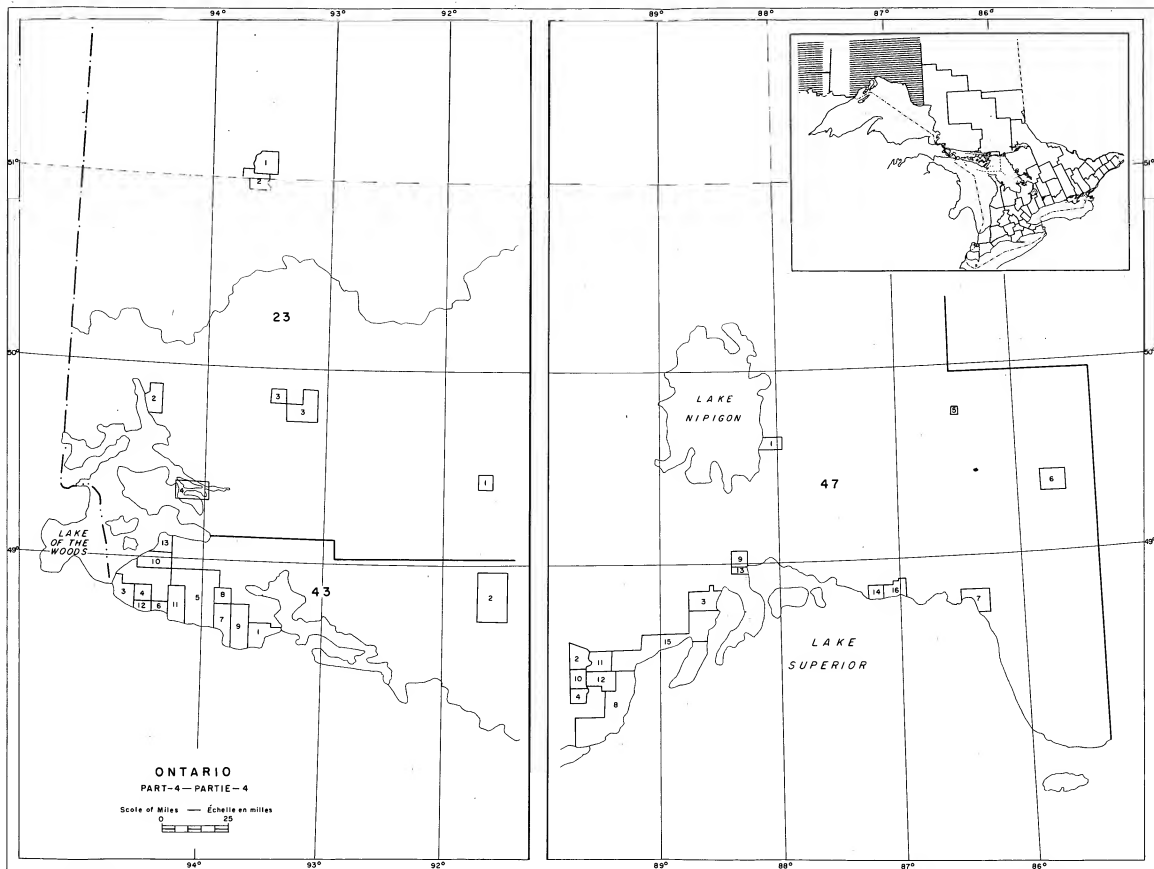 94° 93° 92° 89° 88° 87° 86°
51° 51°
1
2
23
50° 50°
2
3
3
LAKE
NIPIGON
5
1
47
6
14
1
LAKE
OF THE
WOODS
13
49° 49°
10
43
9
13
3 4 5 8 2
12 6 11 7 9 1
3
14 16 7
15
LAKE
SUPERIOR
2 11
10 12
4 8
ONTARIO
PART-4—PARTIE-4
Scale of Miles — Échelle en milles
0 25
94° 93° 92° 89° 88° 87° 86°